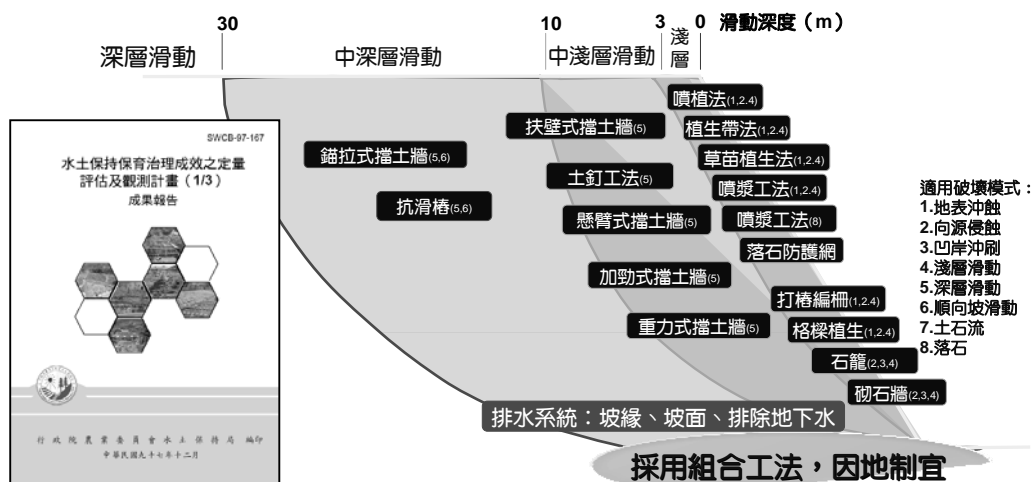 30 10 3 0 滑動深度（m）
深層滑動 中深層滑動 中淺層滑動 淺層
噴植法(1,2.4)
扶壁式擋土牆(5)
植生帶法(1,2.4)
錨拉式擋土牆(5,6)
草苗植生法(1,2.4)
土釘工法(5)
噴漿工法(1,2.4)
抗滑樁(5,6)
懸臂式擋土牆(5)
噴漿工法(8)
落石防護網
加勁式擋土牆(5)
打樁編柵(1,2.4)
重力式擋土牆(5)
格樑植生(1,2.4)
石籠(2,3,4)
砌石牆(2,3,4)
排水系統：坡緣、坡面、排除地下水
採用組合工法，因地制宜
適用破壞模式：
1.地表沖蝕
2.向源侵蝕
3.凹岸沖刷
4.淺層滑動
5.深層滑動
6.順向坡滑動
7.土石流
8.落石
SWCB-97-167
水土保持保育治理成效之定量
評估及觀測計畫（1/3）
成果報告
行政院農業委員會水土保持局 編印
中華民國九十七年十二月